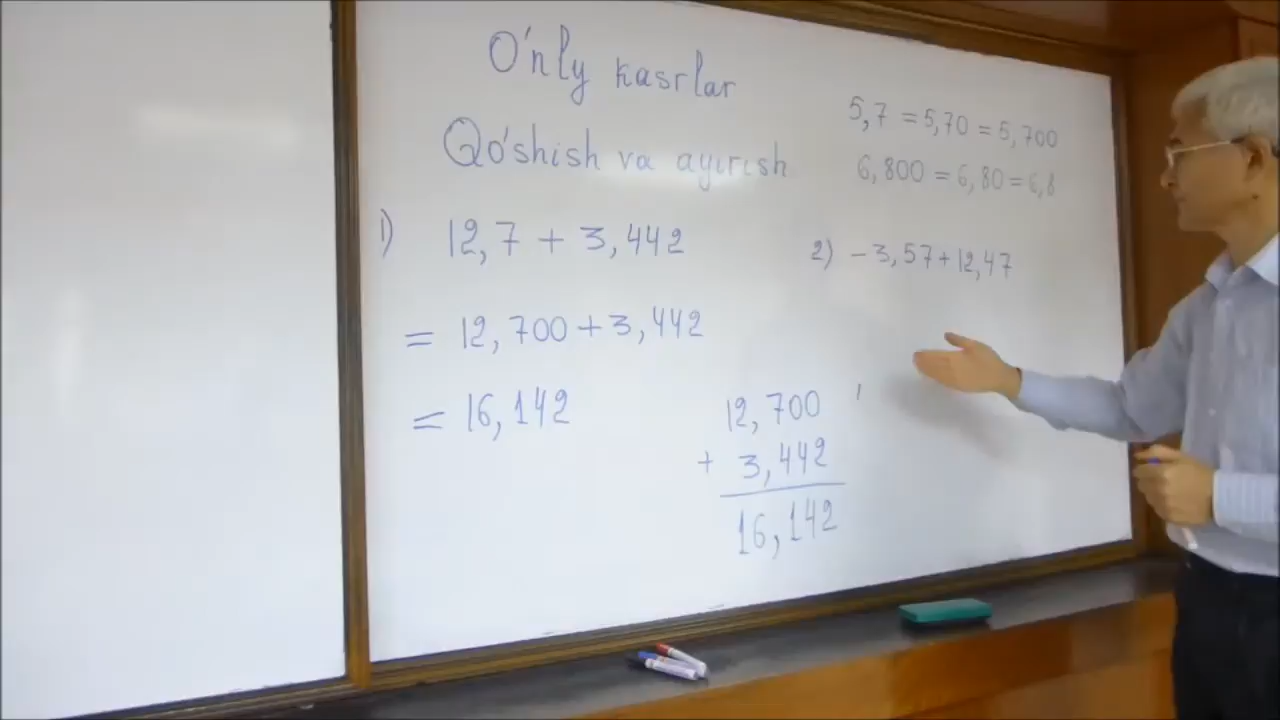 O'nly kasrlar
Qo'shish va ayirish
5,7 = 5,70 = 5,700
6,800 = 6,80 = 6,8
1) 12,7 + 3,442
= 12,700 + 3,442
= 16,142
12,700
+ 3,442
16,142
2) - 3,57 + 12,47